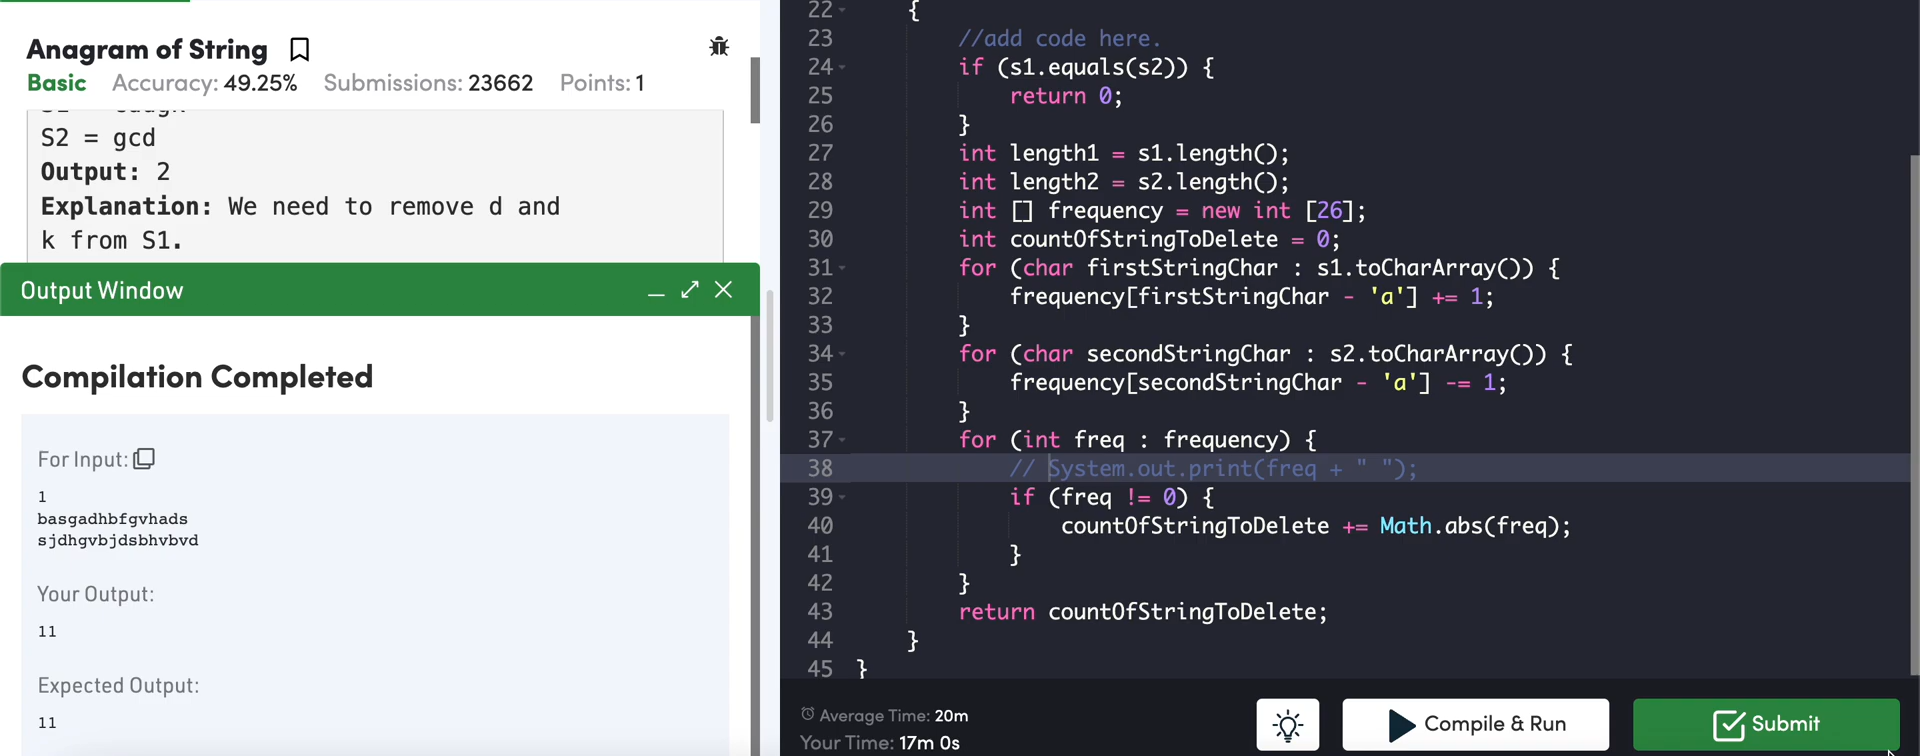 Anagram of String
Basic Accuracy: 49.25% Submissions: 23662 Points: 1
S2 = gcd
Output: 2
Explanation: We need to remove d and
k from S1.
Output Window
Compilation Completed
For Input:
1
basgadhbfgvhads
sjdhgvbjdsbhvbvd
Your Output:
11
Expected Output:
11
22 {
23 //add code here.
24 if (s1.equals(s2)) {
25 return 0;
26 }
27 int length1 = s1.length();
28 int length2 = s2.length();
29 int [] frequency = new int [26];
30 int countOfStringToDelete = 0;
31 for (char firstStringChar : s1.toCharArray()) {
32 frequency[firstStringChar - 'a'] += 1;
33 }
34 for (char secondStringChar : s2.toCharArray()) {
35 frequency[secondStringChar - 'a'] -= 1;
36 }
37 for (int freq : frequency) {
38 // System.out.print(freq + " ");
39 if (freq != 0) {
40 countOfStringToDelete += Math.abs(freq);
41 }
42 }
43 return countOfStringToDelete;
44 }
45 }
Average Time: 20m
Your Time: 17m 0s
Compile & Run
Submit